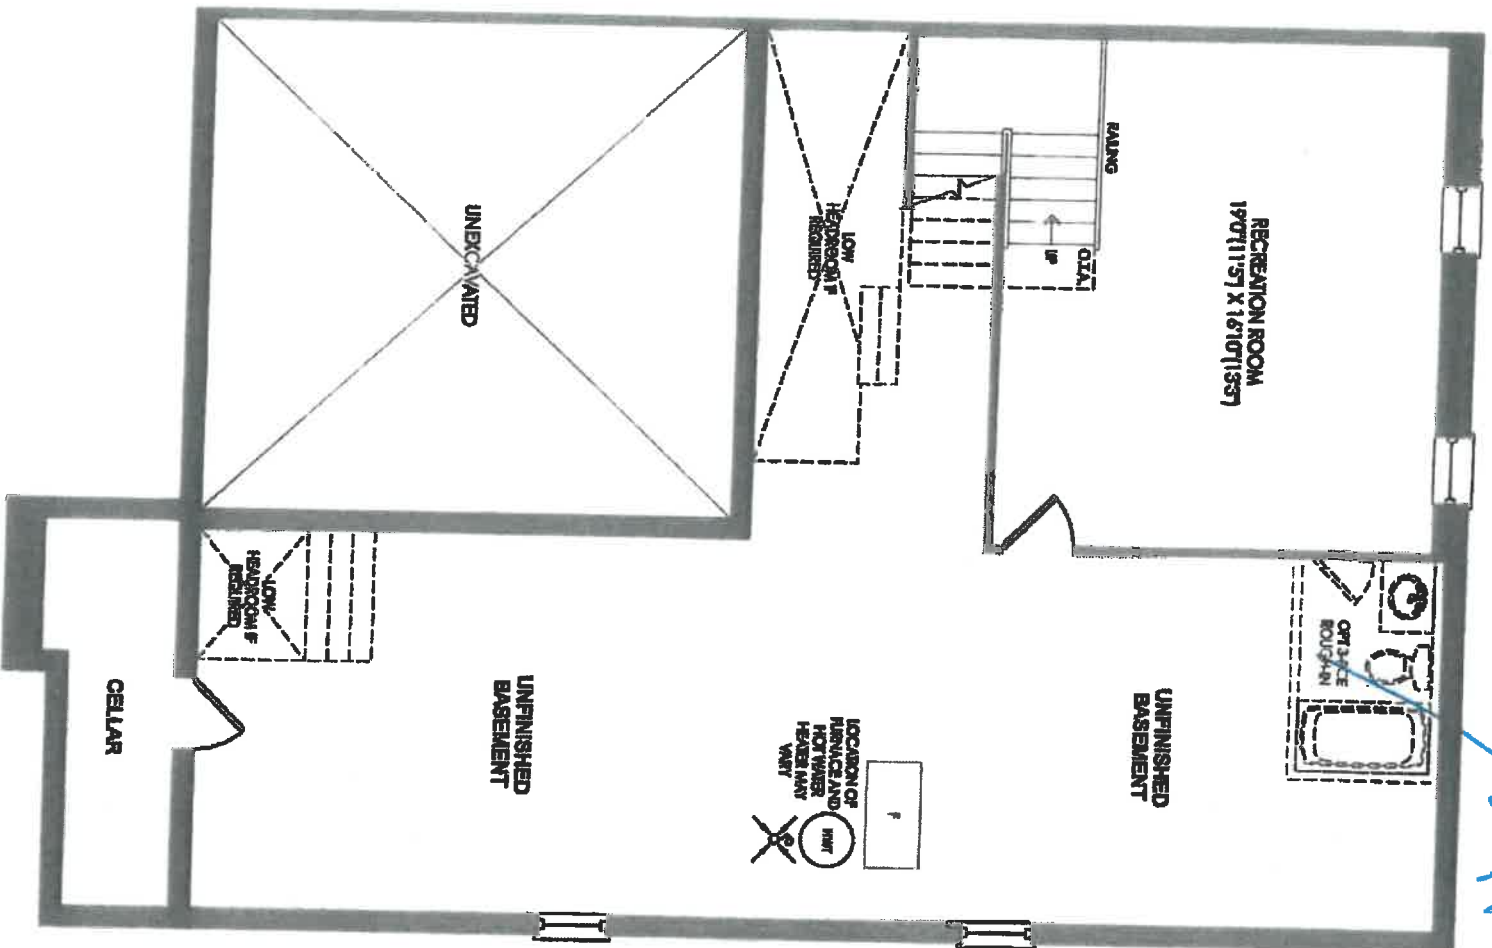 RAILING
UP
O.T.A.
RECREATION ROOM
19'0"(11'5") X 16'10"(13'3")
UNEXCAVATED
LOW
HEADROOM IF
REQUIRED
OPT 3-PIECE
ROUGH-IN
LOW
HEADROOM IF
REQUIRED
UNFINISHED
BASEMENT
UNFINISHED
BASEMENT
CELLAR
LOCATION OF
FURNACE AND
HOT WATER
HEATER MAY
VARY
F
HWT